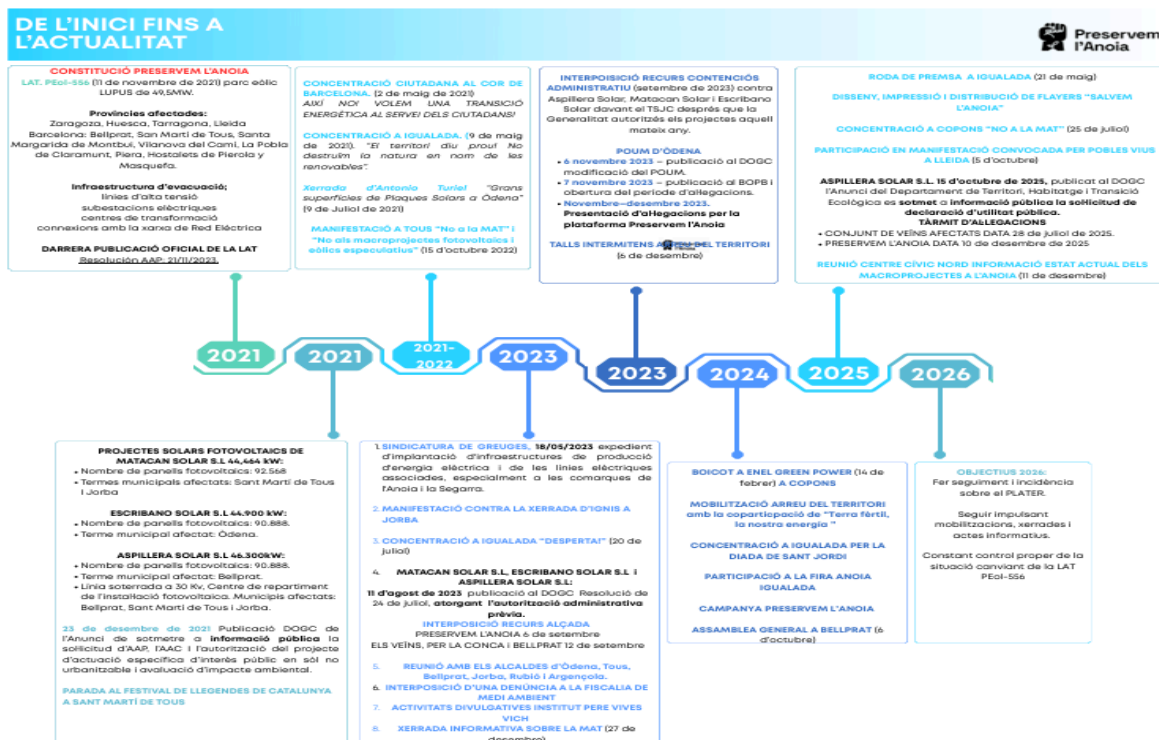 DE L'INICI FINS A
L'ACTUALITAT
Preservem
l'Anoia
CONSTITUCIÓ PRESERVEM L'ANOIA
LAT. PEol-556 (11 de novembre de 2021) parc eòlic
LUPUS de 49,5MW.
Províncies afectades:
Zaragoza, Huesca, Tarragona, Lleida
Barcelona: Bellprat, San Martí de Tous, Santa
Margarida de Montbui, Vilanova del Camí, La Pobla
de Claramunt, Piera, Hostalets de Pierola y
Masquefa.
Infraestructura d'evacuació;
línies d'alta tensió
subestacions elèctriques
centres de transformació
connexions amb la xarxa de Red Eléctrica
DARRERA PUBLICACIÓ OFICIAL DE LA LAT
Resolución AAP: 21/11/2023.
CONCENTRACIÓ CIUTADANA AL COR DE
BARCELONA. (2 de maig de 2021)
AIXÍ NO! VOLEM UNA TRANSICIÓ
ENERGÈTICA AL SERVEI DELS CIUTADANS!
CONCENTRACIÓ A IGUALADA. (9 de maig
de 2021). "El territori diu prou! No
destruïm la natura en nom de les
renovables".
Xerrada d'Antonio Turiel "Grans
superfícies de Plaques Solars a Òdena"
(9 de Juliol de 2021)
MANIFESTACIÓ A TOUS "No a la MAT" i
"No als macroprojectes fotovoltaics i
eòlics especulatius" (15 d'octubre 2022)
INTERPOISICIÓ RECURS CONTENCIÓS
ADMINISTRATIU (setembre de 2023) contra
Aspillera Solar, Matacan Solar i Escribano
Solar davant el TSJC després que la
Generalitat autoritzés els projectes aquell
mateix any.
POUM D'ÒDENA
• 6 novembre 2023 – publicació al DOGC
modificació del POUM.
• 7 novembre 2023 – publicació al BOPB i
obertura del període d'al·legacions.
• Novembre–desembre 2023.
Presentació d'al·legacions per la
plataforma Preservem l'Anoia
TALLS INTERMITENS ARREU DEL TERRITORI
(6 de desembre)
RODA DE PREMSA A IGUALADA (21 de maig)
DISSENY, IMPRESSIÓ I DISTRIBUCIÓ DE FLAYERS "SALVEM
L'ANOIA"
CONCENTRACIÓ A COPONS "NO A LA MAT" (25 de juliol)
PARTICIPACIÓ EN MANIFESTACIÓ CONVOCADA PER POBLES VIUS
A LLEIDA (5 d'octubre)
ASPILLERA SOLAR S.L. 15 d'octubre de 2025, publicat al DOGC
l'Anunci del Departament de Territori, Habitatge i Transició
Ecològica es sotmet a informació pública la sol·licitud de
declaració d'utilitat pública.
TÀRMIT D'AL·LEGACIONS
• CONJUNT DE VEÏNS AFECTATS DATA 28 de juliol de 2025.
• PRESERVEM L'ANOIA DATA 10 de desembre de 2025
REUNIÓ CENTRE CÍVIC NORD INFORMACIÓ ESTAT ACTUAL DELS
MACROPROJECTES A L'ANOIA (11 de desembre)
2021
2021
2021-
2022
2023
2023
2024
2025
2026
PROJECTES SOLARS FOTOVOLTAICS DE
MATACAN SOLAR S.L 44,464 kW:
• Nombre de panells fotovoltaics: 92.568
• Termes municipals afectats: Sant Martí de Tous
I Jorba
ESCRIBANO SOLAR S.L 44.900 kW:
• Nombre de panells fotovoltaics: 90.888.
• Terme municipal afectat: Òdena.
ASPILLERA SOLAR S.L 46.300kW:
• Nombre de panells fotovoltaics: 90.888.
• Terme municipal afectat: Bellprat.
• Línia soterrada a 30 Kv, Centre de repartiment
de l'instal·lació fotovoltaica. Municipis afectats:
Bellprat, Sant Martí de Tous i Jorba.
23 de desembre de 2021 Publicació DOGC de
l'Anunci de sotmetre a informació pública la
sol·licitud d'AAP, l'AAC I l'autorització del projecte
d'actuació específica d'interès públic en sòl no
urbanitzable i avaluació d'impacte ambiental.
PARADA AL FESTIVAL DE LLEGENDES DE CATALUNYA
A SANT MARTÍ DE TOUS
1. SINDICATURA DE GREUGES, 18/05/2023 expedient
d'implantació d'infraestructures de producció
d'energia elèctrica i de les línies elèctriques
associades, especialment a les comarques de
l'Anoia i la Segarra.
2. MANIFESTACIÓ CONTRA LA XERRADA D'IGNIS A
JORBA
3. CONCENTRACIÓ A IGUALADA "DESPERTA!" (20 de
julial)
4. MATACAN SOLAR S.L, ESCRIBANO SOLAR S.L i
ASPILLERA SOLAR S.L:
11 d'agost de 2023 publicació al DOGC Resolució de
24 de juliol, atorgant l'autorització administrativa
prèvia.
INTERPOSICIÓ RECURS ALÇADA
PRESERVEM L'ANOIA 6 de setembre
ELS VEÏNS, PER LA CONCA i BELLPRAT 12 de setembre
5. REUNIÓ AMB ELS ALCALDES d'Òdena, Tous,
Bellprat, Jorba, Rubió i Argençola.
6. INTERPOSICIÓ D'UNA DENÚNCIA A LA FISCALIA DE
MEDI AMBIENT
7. ACTIVITATS DIVULGATIVES INSTITUT PERE VIVES
VICH
8. XERRADA INFORMATIVA SOBRE LA MAT (27 de
desembre)
BOICOT A ENEL GREEN POWER (14 de
febrer) A COPONS
MOBILITZACIÓ ARREU DEL TERRITORI
amb la coparticpacio de "Terra fèrtil,
la nostra energia "
CONCENTRACIÓ A IGUALADA PER LA
DIADA DE SANT JORDI
PARTICIPACIÓ A LA FIRA ANOIA
IGUALADA
CAMPANYA PRESERVEM L'ANOIA
ASSAMBLEA GENERAL A BELLPRAT (6
d'octubre)
OBJECTIUS 2026:
Fer seguiment i incidència
sobre el PLATER.
Seguir impulsant
mobilitzacions, xerrades i
actes informatius.
Constant control proper de la
situació canviant de la LAT
PEol-556